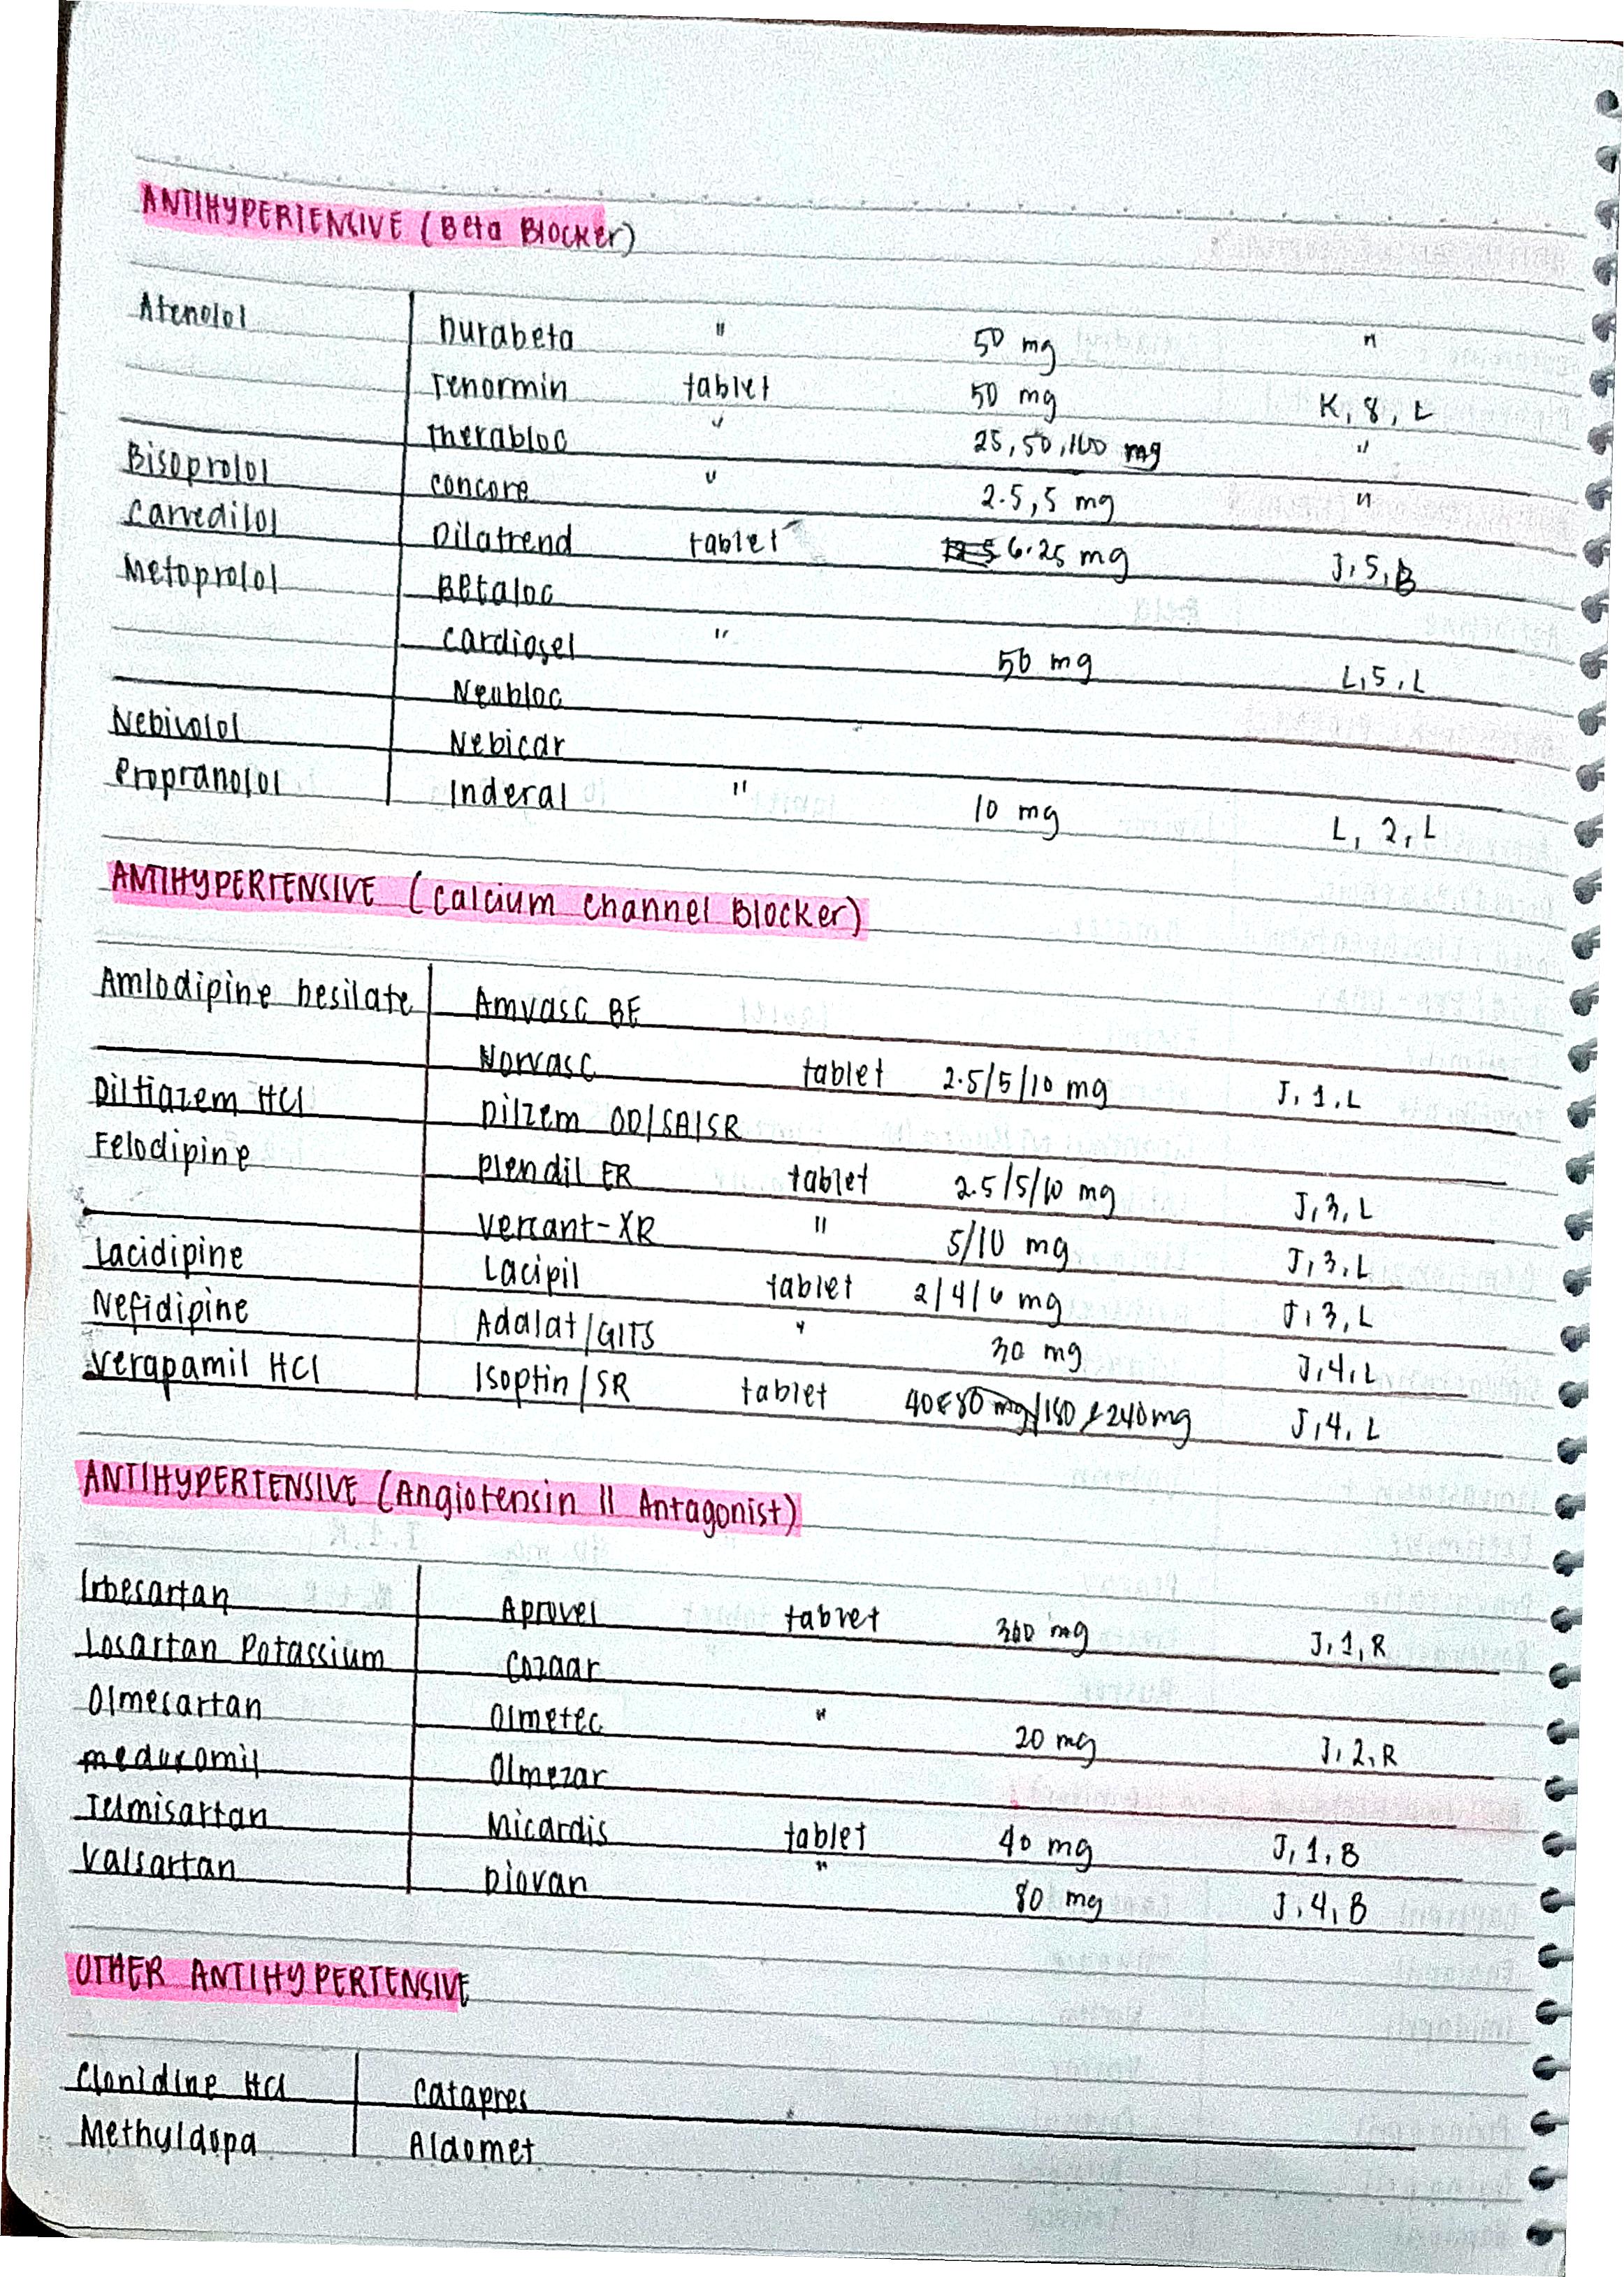 ANTIHYPERTENSIVE (Beta Blocker)
Atenolol Durabeta " 50 mg "
Tenormin tablet 50 mg K, 8, L
Therabloc " 25, 50, 100 mg "
Bisoprolol Concore " 2.5, 5 mg "
Carvedilol Dilatrend tablet 6.25 mg J, 5, B
Metoprolol Betaloc
Cardiosel " 50 mg L, 5, L
Neubloc
Nebivolol Nebicar
Propranolol Inderal " 10 mg L, 2, L
ANTIHYPERTENSIVE (Calcium Channel Blocker)
Amlodipine besilate Amvasc BE
Norvasc tablet 2.5/5/10 mg J, 1, L
Diltiazem HCl Dilzem OD/SA/SR
Felodipine Plendil ER tablet 2.5/5/10 mg J, 3, L
Versant-XR " 5/10 mg J, 3, L
Lacidipine Lacipil tablet 2/4/6 mg J, 3, L
Nefidipine Adalat/GITS " 30 mg J, 4, L
Verapamil HCl Isoptin/SR tablet 40&80 mg/180 & 240mg J, 4, L
ANTIHYPERTENSIVE (Angiotensin II Antagonist)
Irbesartan Aprovel tablet 300 mg J, 1, R
Losartan Potassium Cozaar
Olmesartan Olmetec " 20 mg J, 2, R
medoxomil Olmezar
Telmisartan Micardis tablet 40 mg J, 1, B
Valsartan Diovan " 80 mg J, 4, B
OTHER ANTIHYPERTENSIVE
Clonidine HCl Catapres
Methyldopa Aldomet